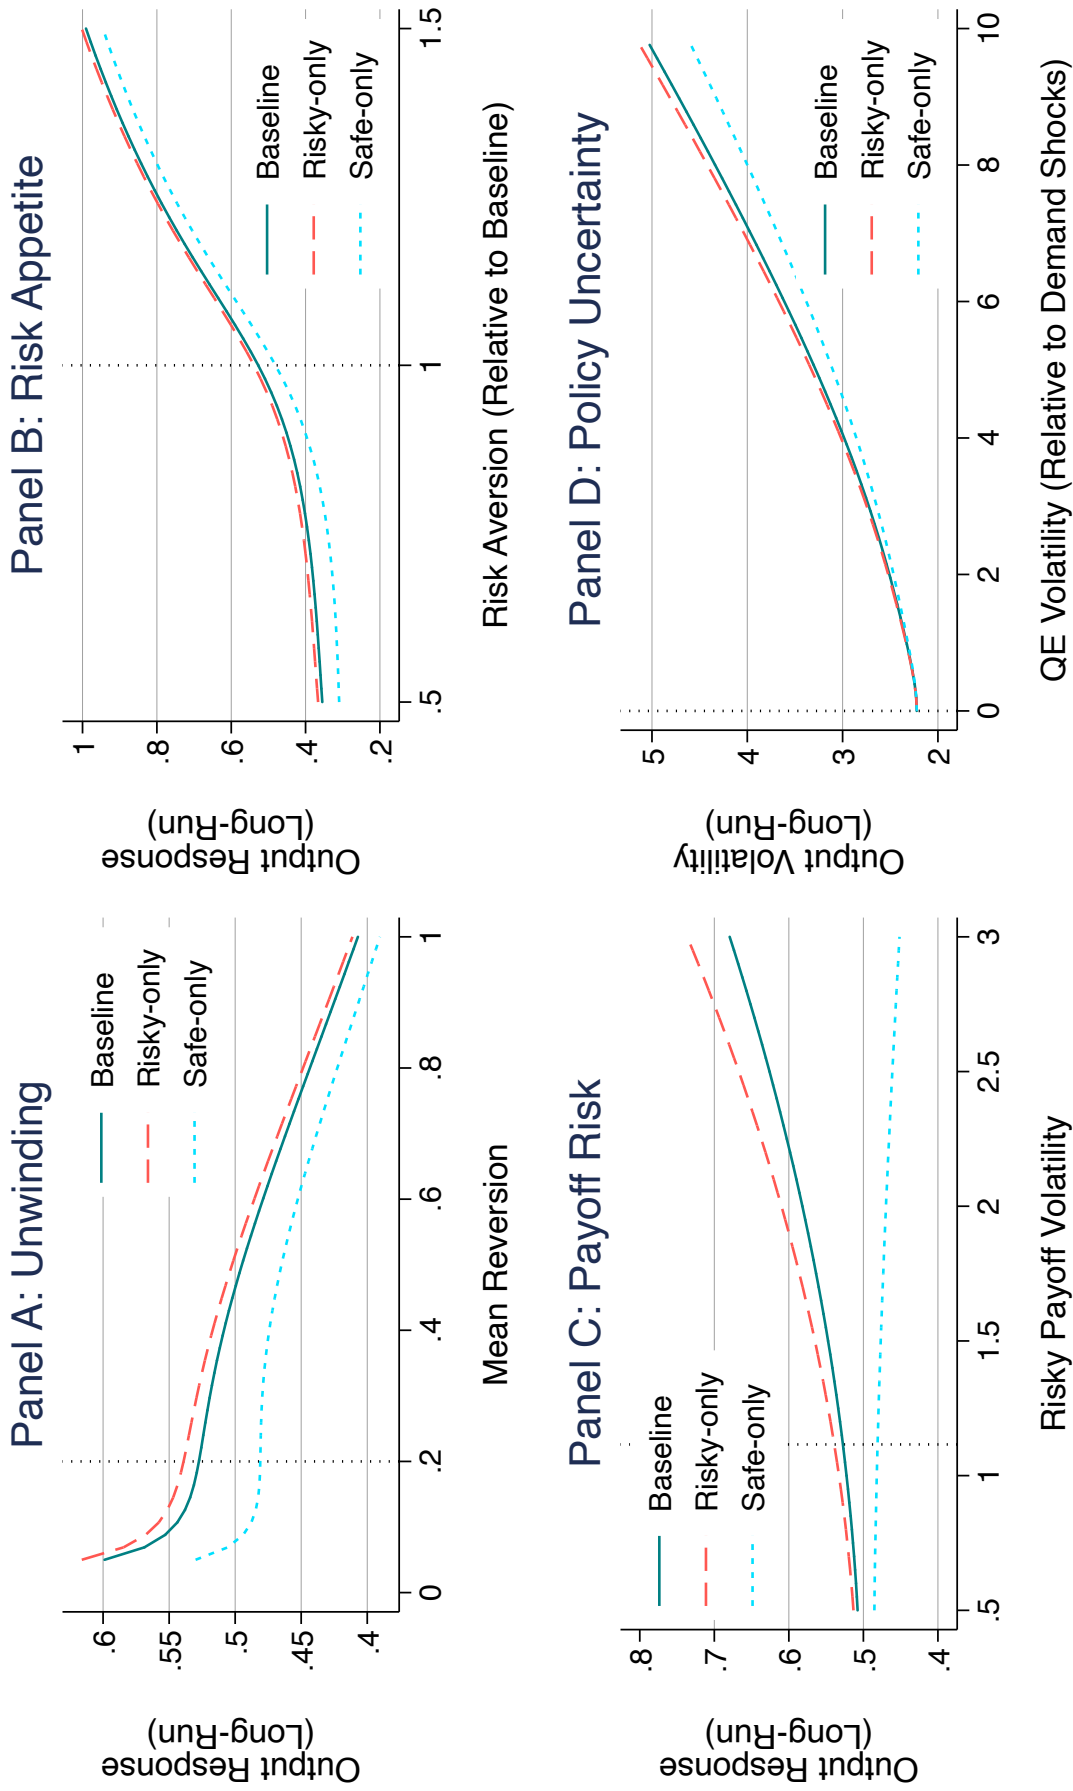 Panel A: Unwinding
Output Response
(Long-Run)
.6
.55
.5
.45
.4
0
.2
.4
.6
.8
1
Mean Reversion
Baseline
Risky-only
Safe-only
Panel B: Risk Appetite
Output Response
(Long-Run)
1
.8
.6
.4
.2
.5
1
1.5
Risk Aversion (Relative to Baseline)
Baseline
Risky-only
Safe-only
Panel C: Payoff Risk
Output Response
(Long-Run)
.8
.7
.6
.5
.4
.5
1
1.5
2
2.5
3
Risky Payoff Volatility
Baseline
Risky-only
Safe-only
Panel D: Policy Uncertainty
Output Volatility
(Long-Run)
5
4
3
2
0
2
4
6
8
10
QE Volatility (Relative to Demand Shocks)
Baseline
Risky-only
Safe-only